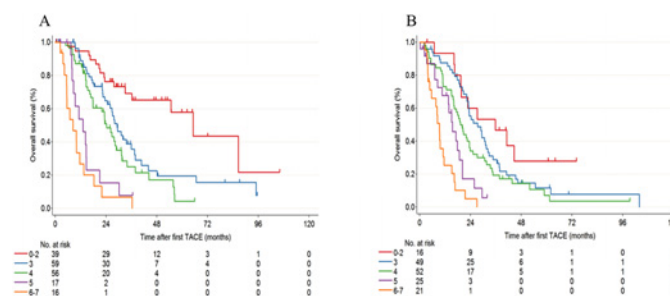 A
B
1.0
0.8
0.6
0.4
0.2
0.0
Overall survival (%)
0 24 48 72 96 120
Time after first TACE (months)
No. at risk
0-2 39 29 12 3 1 0
3 59 30 7 4 0 0
4 56 20 4 0 0 0
5 17 2 0 0 0 0
6-7 16 1 0 0 0 0
1.0
0.8
0.6
0.4
0.2
0.0
Overall survival (%)
0 24 48 72 96 120
Time after first TACE (months)
No. at risk
0-2 16 9 3 1 0
3 49 25 6 1 1 0
4 52 17 5 1 1 0
5 25 3 0 0 0 0
6-7 21 1 0 0 0 0